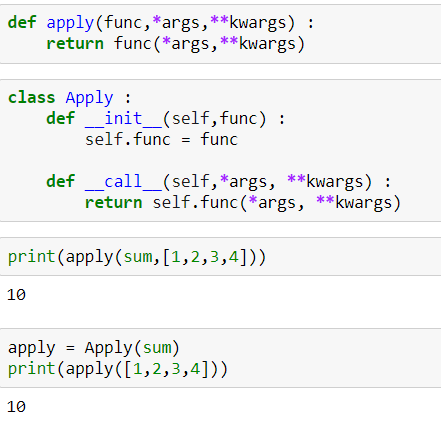 def apply(func,*args,**kwargs) :
    return func(*args,**kwargs)
class Apply :
    def __init__(self,func) :
        self.func = func
    def __call__(self,*args, **kwargs) :
        return self.func(*args, **kwargs)
print(apply(sum,[1,2,3,4]))
10
apply = Apply(sum)
print(apply([1,2,3,4]))
10